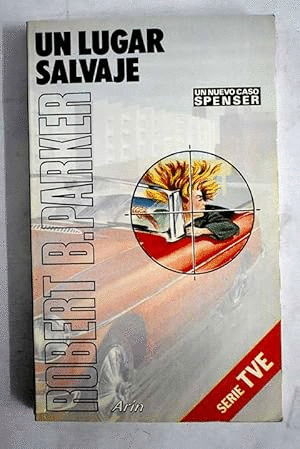 UN LUGAR
SALVAJE
UN NUEVO CASO
SPENSER
ROBERT B. PARKER
Arín
SERIE TVE